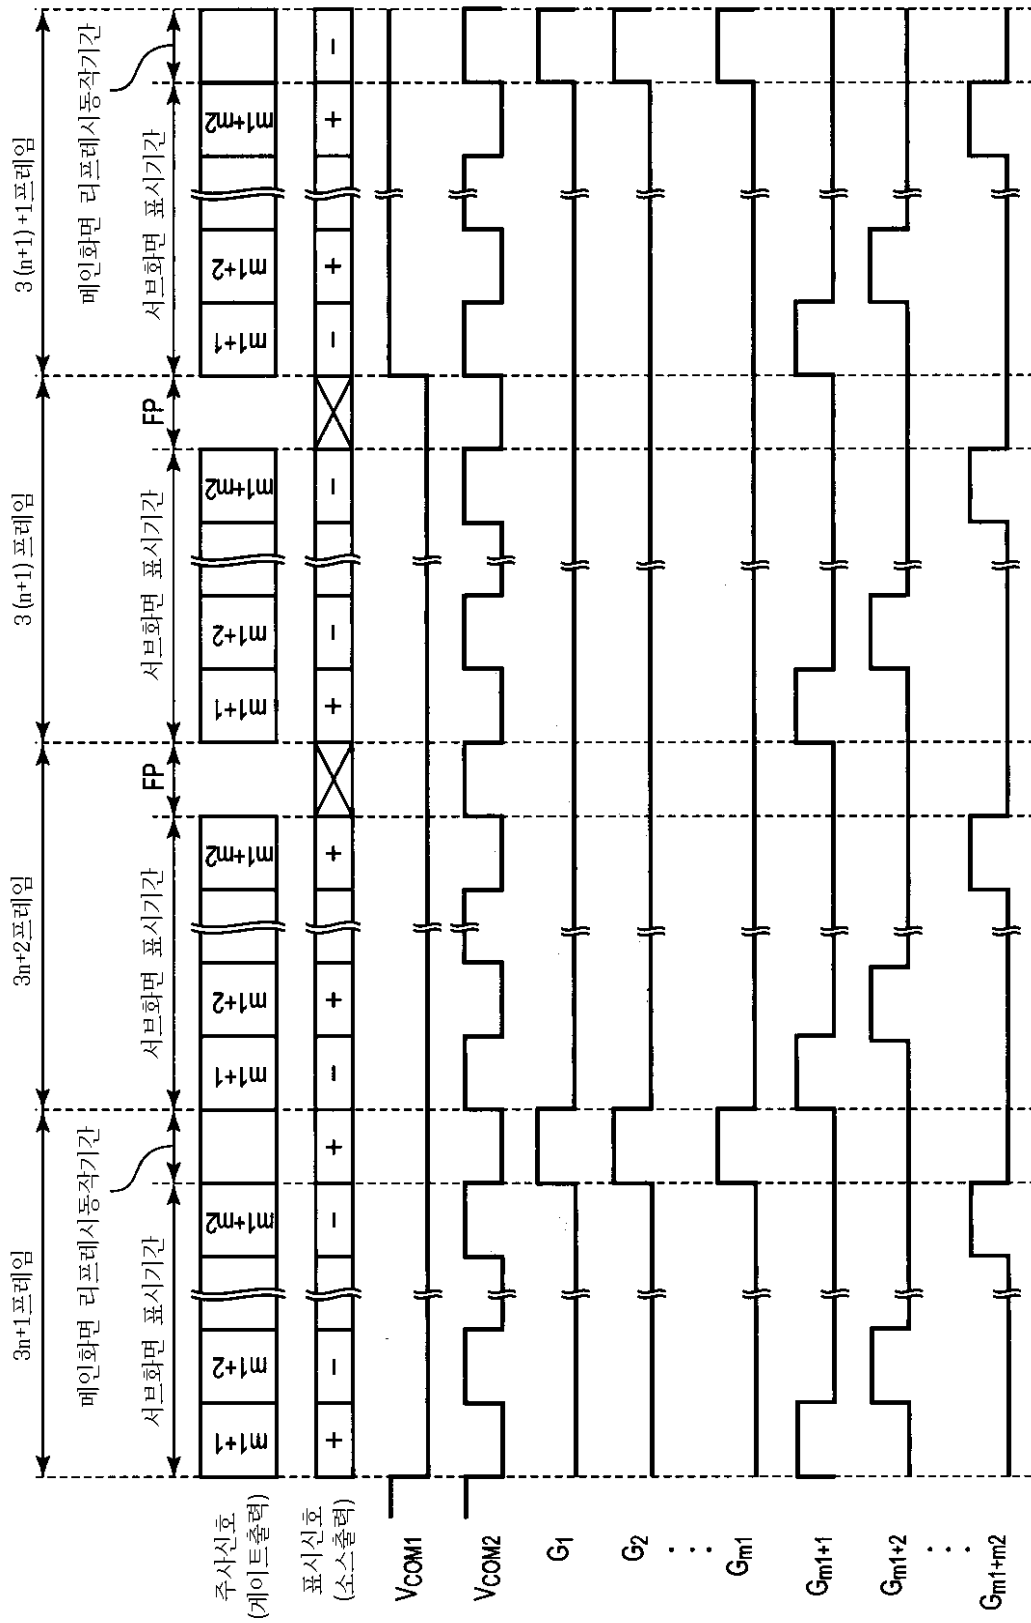 3n+1프레임 3n+2프레임 3(n+1)프레임 3(n+1)+1프레임
메인화면 리프레시동작기간 메인화면 리프레시동작기간
서브화면 표시기간 서브화면 표시기간 FP 서브화면 표시기간 FP 서브화면 표시기간
주사신호
(게이트출력)
m1+1 m1+2 m1+m2 m1+1 m1+2 m1+m2 m1+1 m1+2 m1+m2 m1+1 m1+2 m1+m2
표시신호
(소스출력)
+ − − + − + + + − − − + + −
VCOM1
VCOM2
G1
G2
⋮
Gm1
Gm1+1
Gm1+2
⋮
Gm1+m2